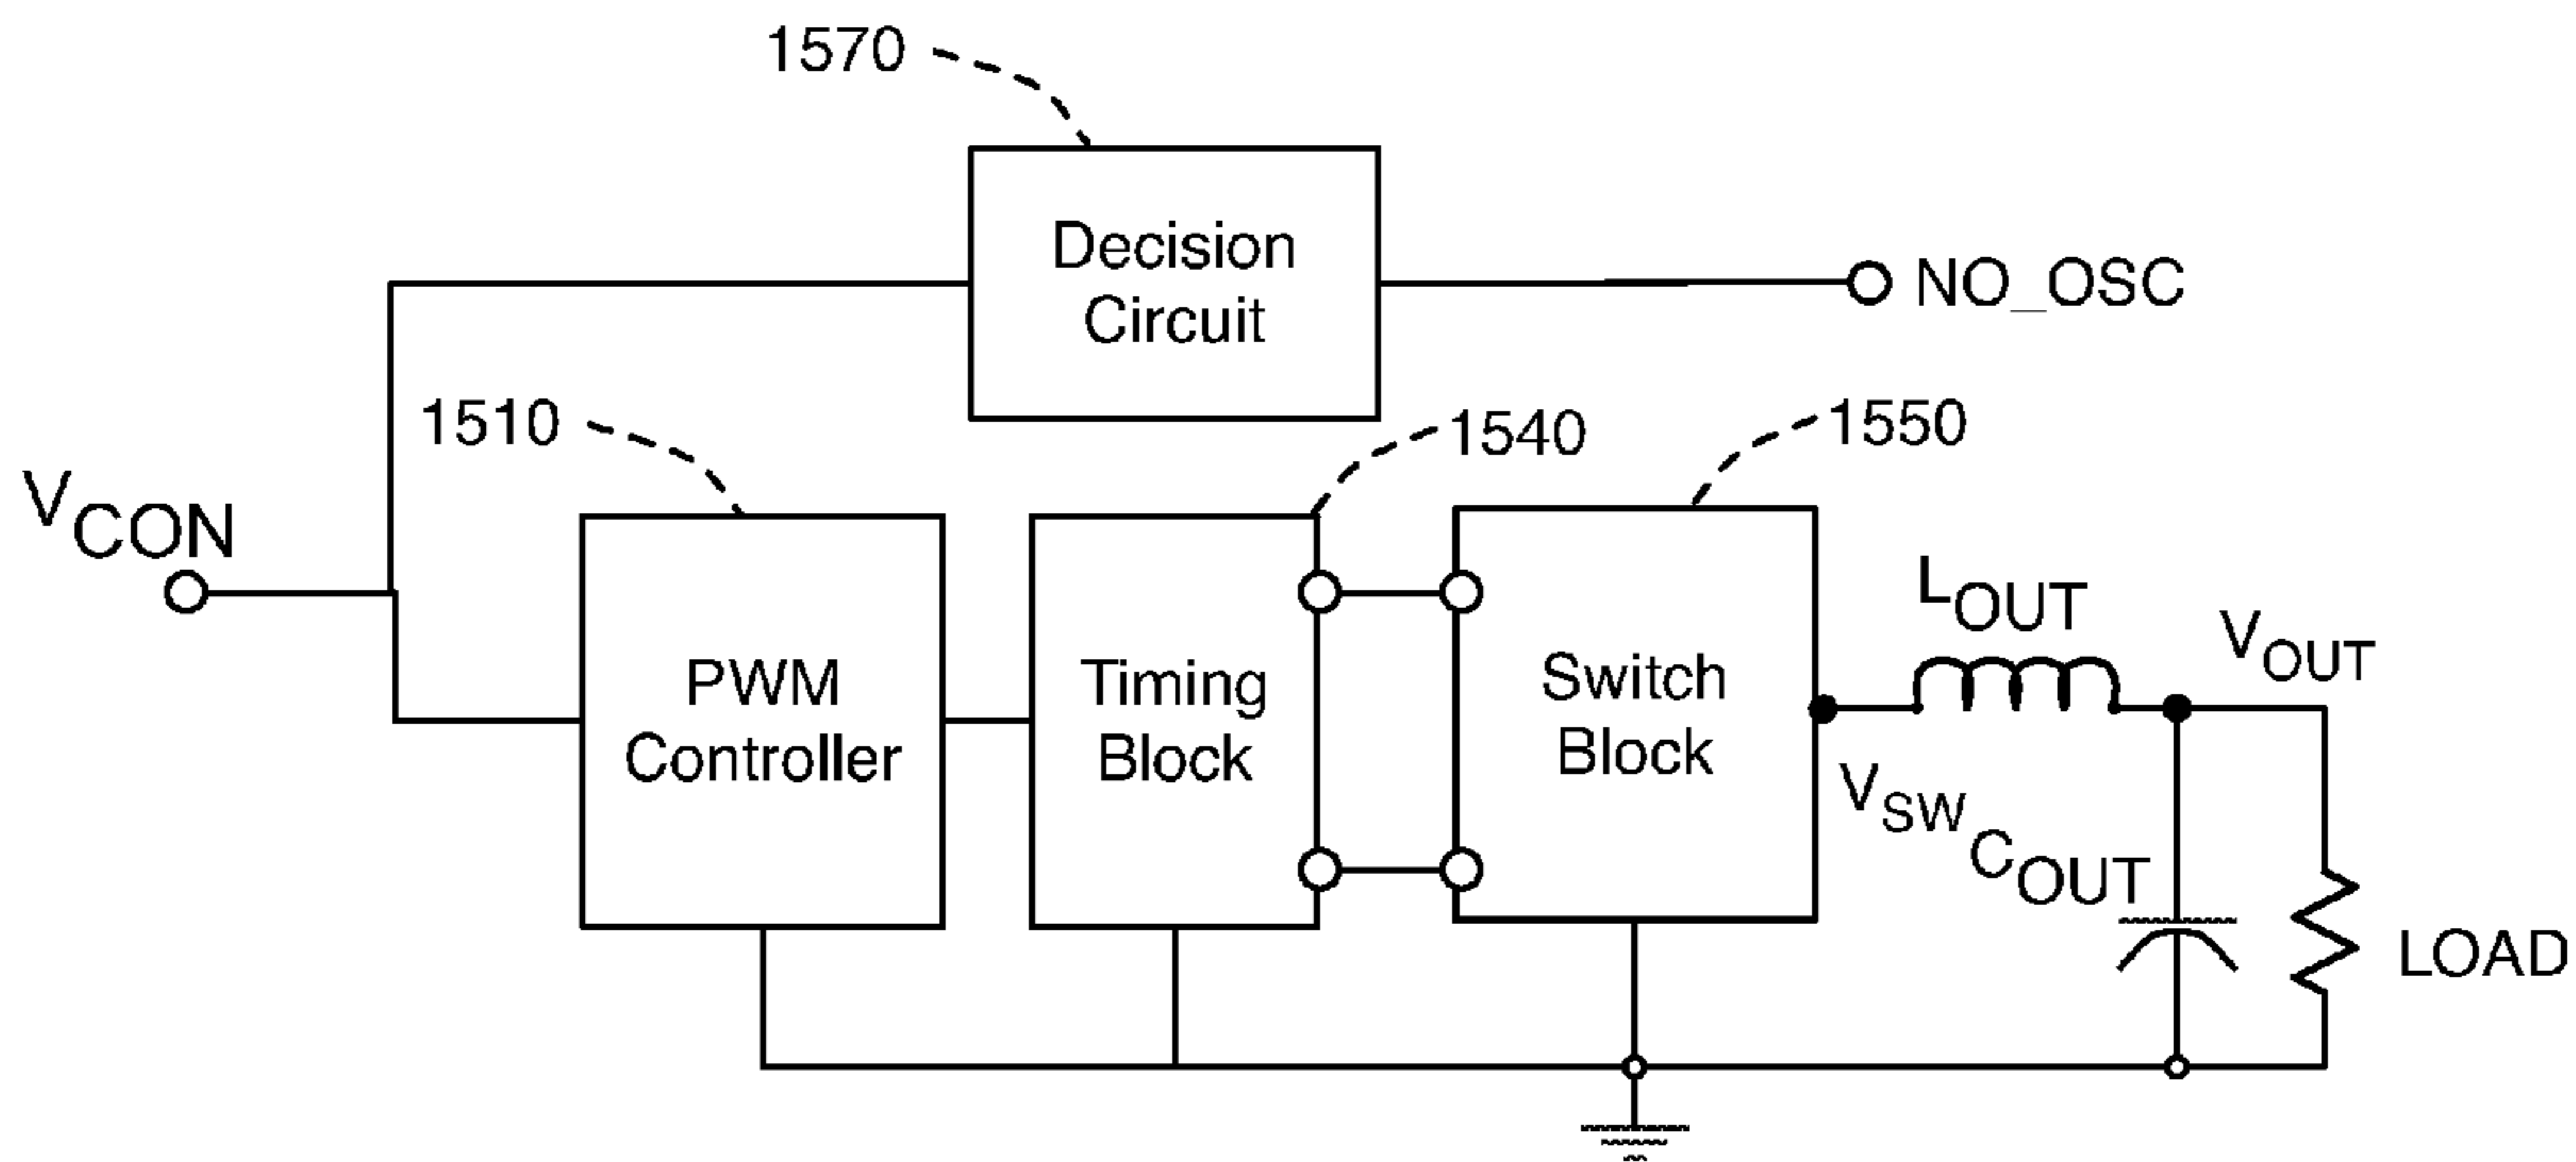 1570
Decision
Circuit
NO_OSC
1510
1540
1550
VCON
PWM
Controller
Timing
Block
Switch
Block
LOUT
VOUT
VSW
COUT
LOAD